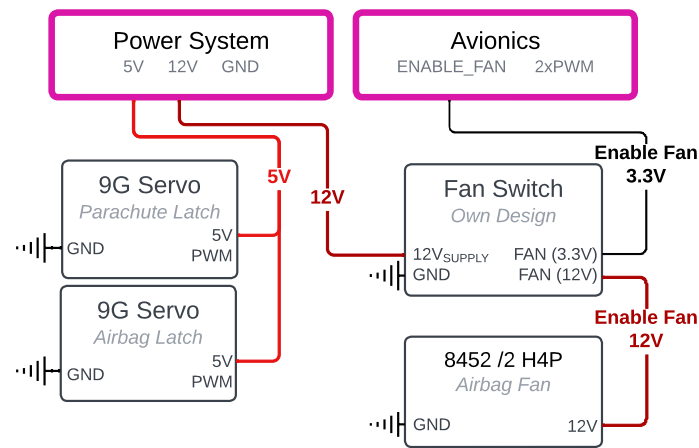 Power System
5V 12V GND
Avionics
ENABLE_FAN 2xPWM
Enable Fan
3.3V
5V
12V
9G Servo
Parachute Latch
5V
GND
PWM
Fan Switch
Own Design
12VSUPPLY FAN (3.3V)
GND FAN (12V)
9G Servo
Airbag Latch
5V
GND
PWM
Enable Fan
12V
8452 /2 H4P
Airbag Fan
GND 12V